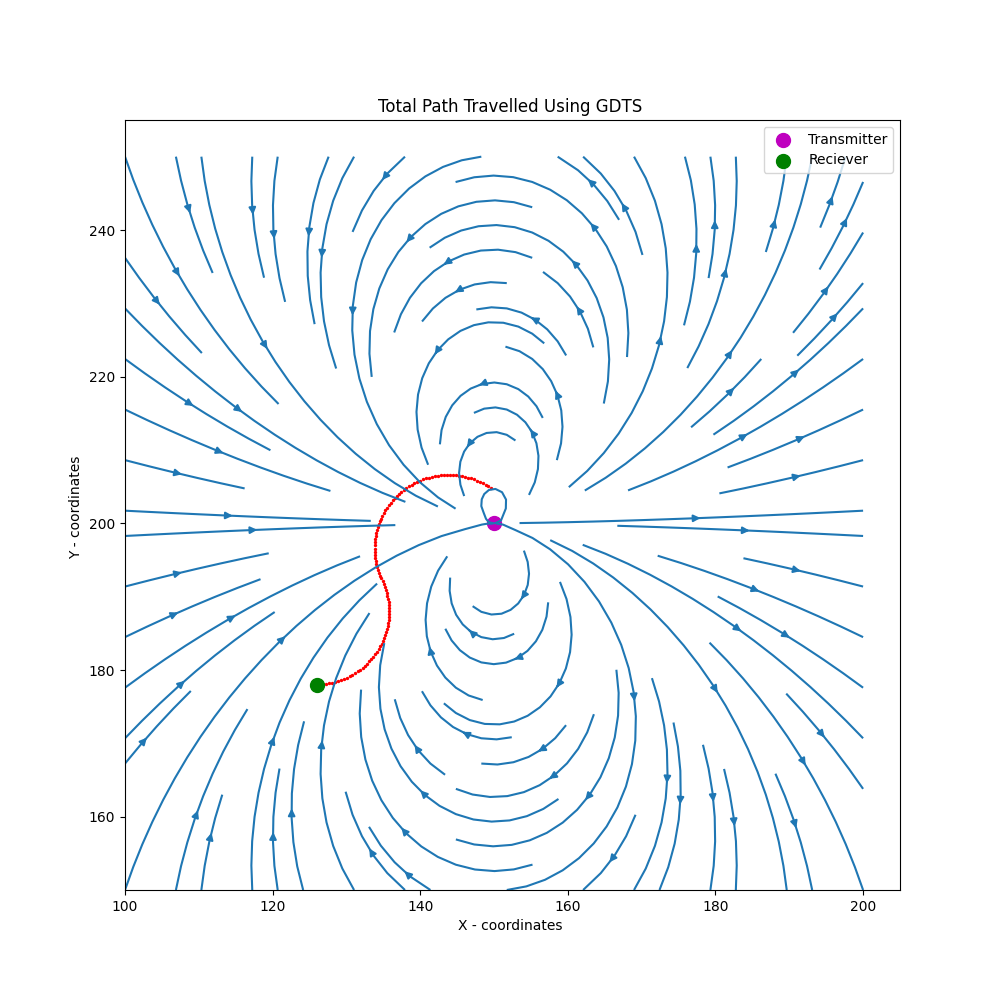 Total Path Travelled Using GDTS
Transmitter
Reciever
Y - coordinates
240
220
200
180
160
100 120 140 160 180 200
X - coordinates